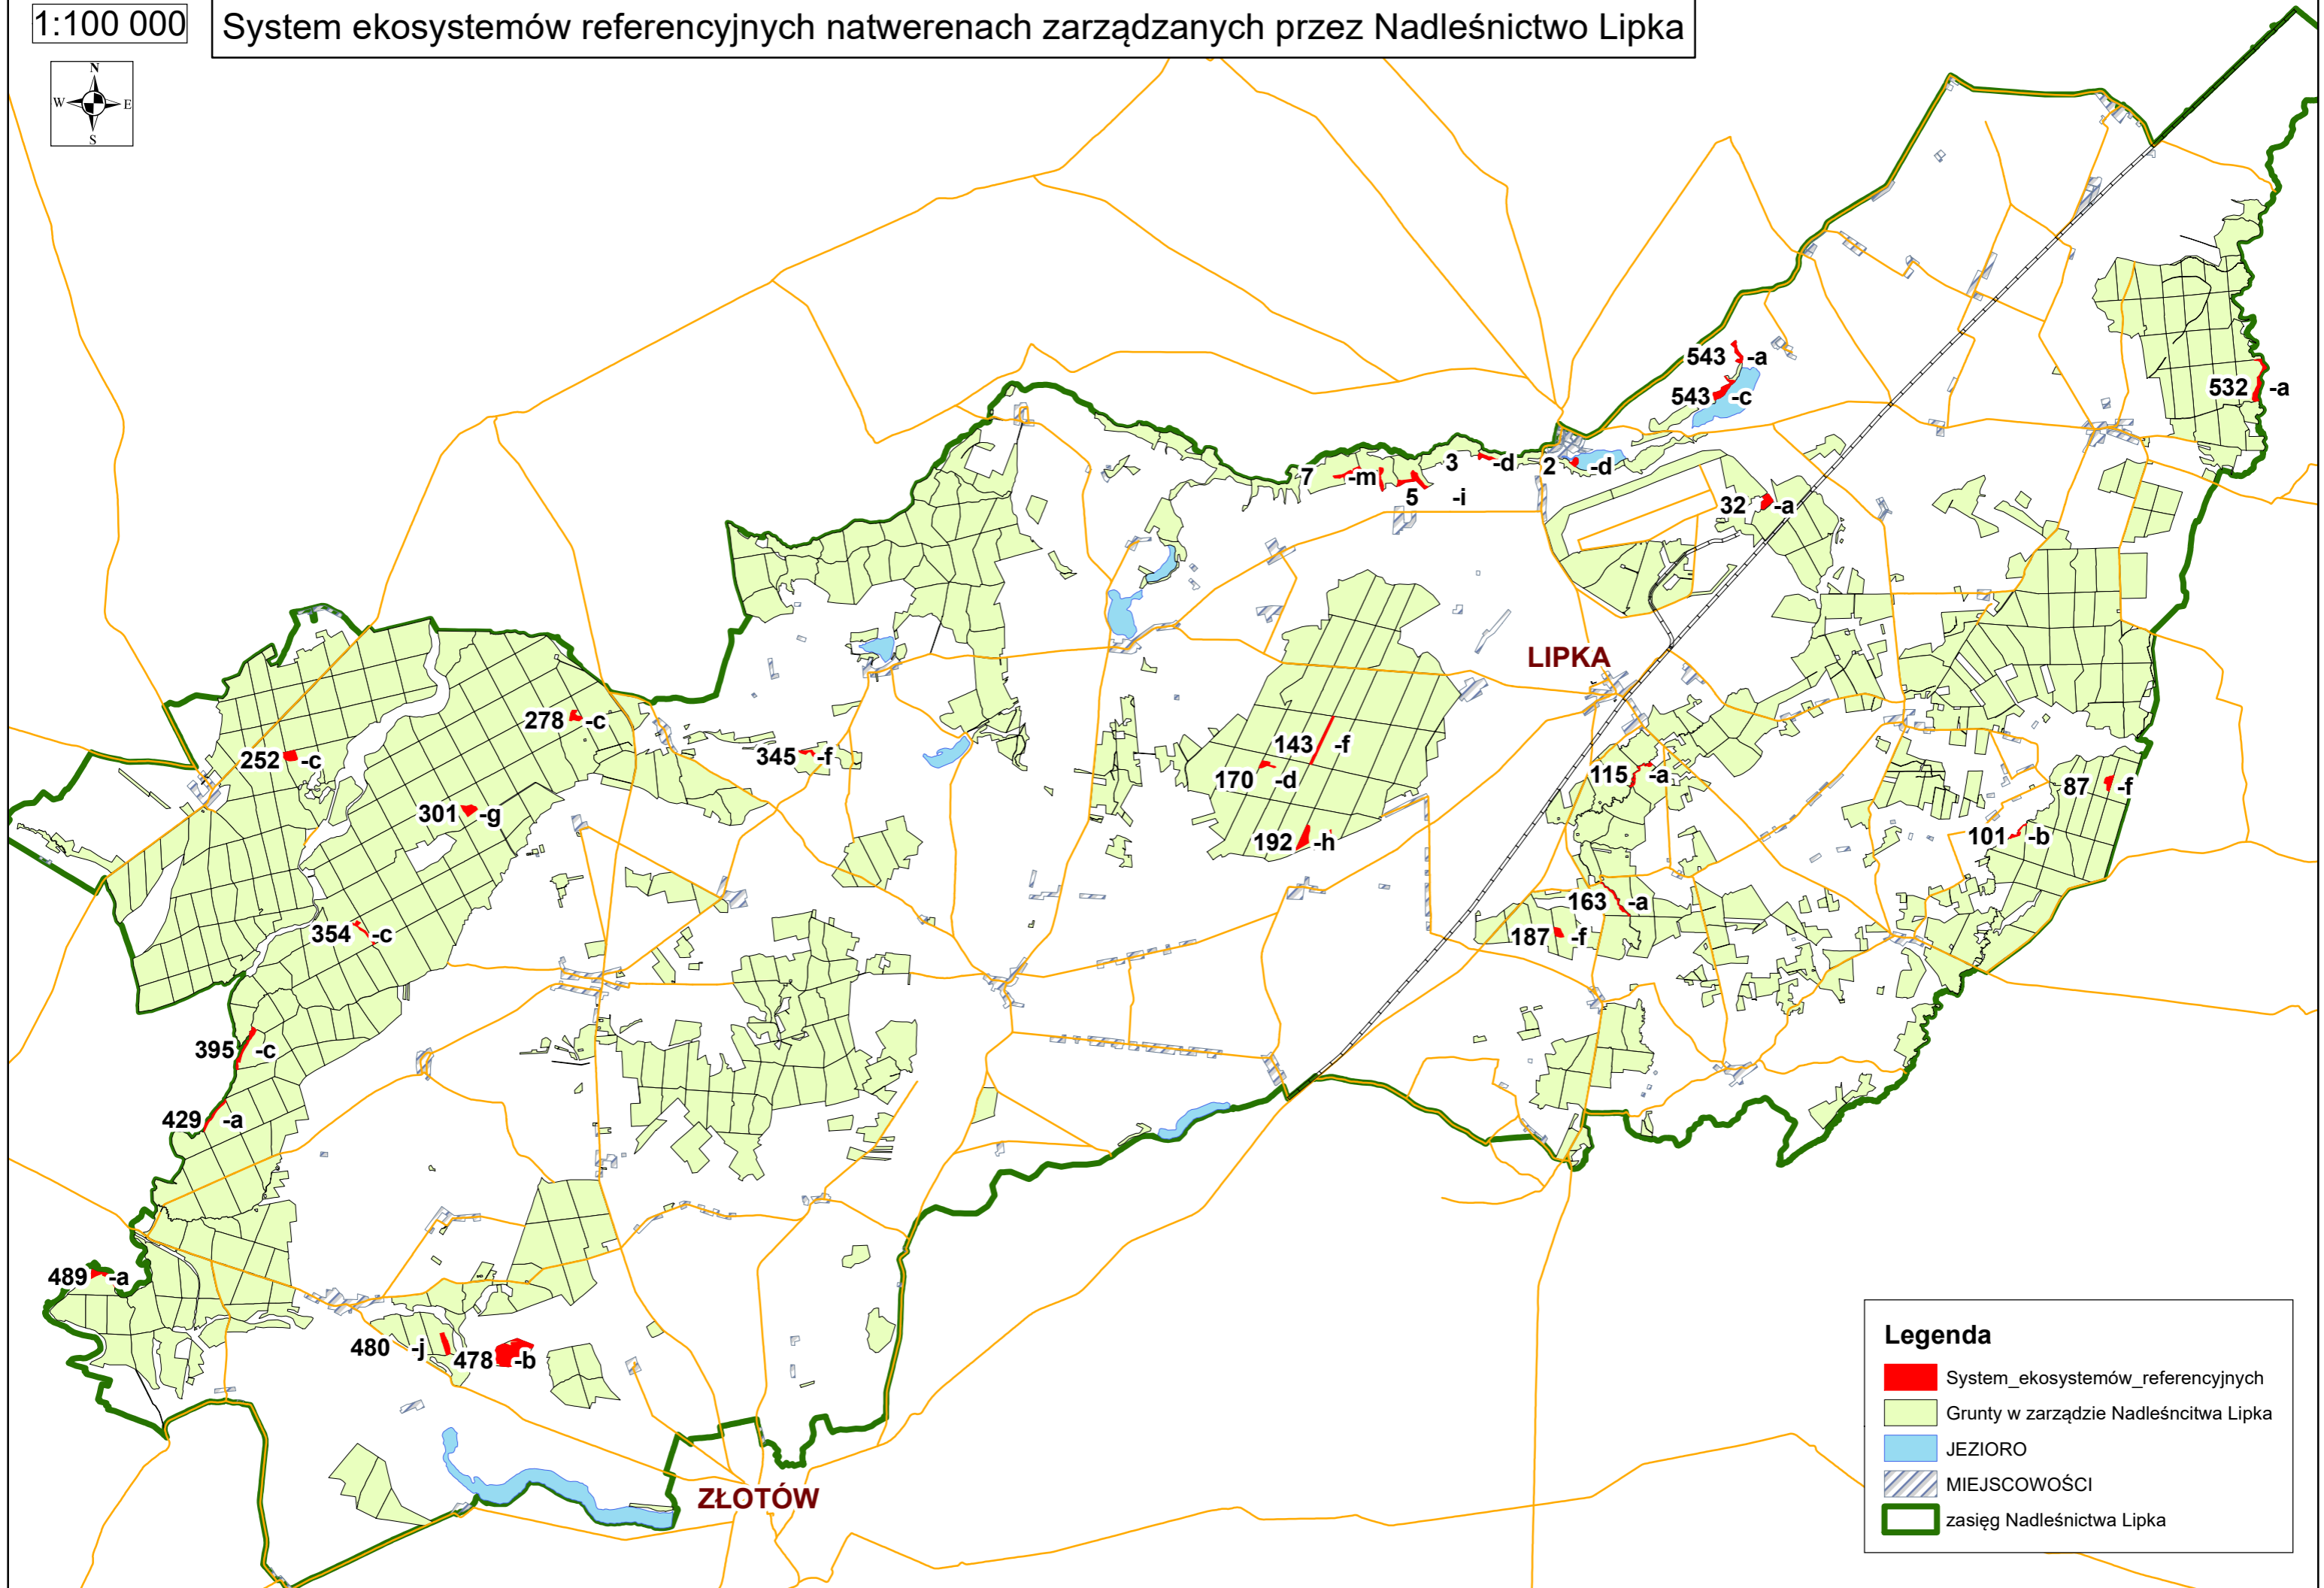 1:100 000
System ekosystemów referencyjnych natwerenach zarządzanych przez Nadleśnictwo Lipka
N
W E
S
543 -a
543 -c
532 -a
7 -m
5 -i
3 -d
2 -d
32 -a
LIPKA
278 -c
252 -c
345 -f
143 -f
170 -d
115 -a
87 -f
301 -g
192 -h
101 -b
354 -c
163 -a
187 -f
395 -c
429 -a
489 -a
480 -j
478 -b
ZŁOTÓW
Legenda
System_ekosystemów_referencyjnych
Grunty w zarządzie Nadleśncitwa Lipka
JEZIORO
MIEJSCOWOŚCI
zasięg Nadleśnictwa Lipka